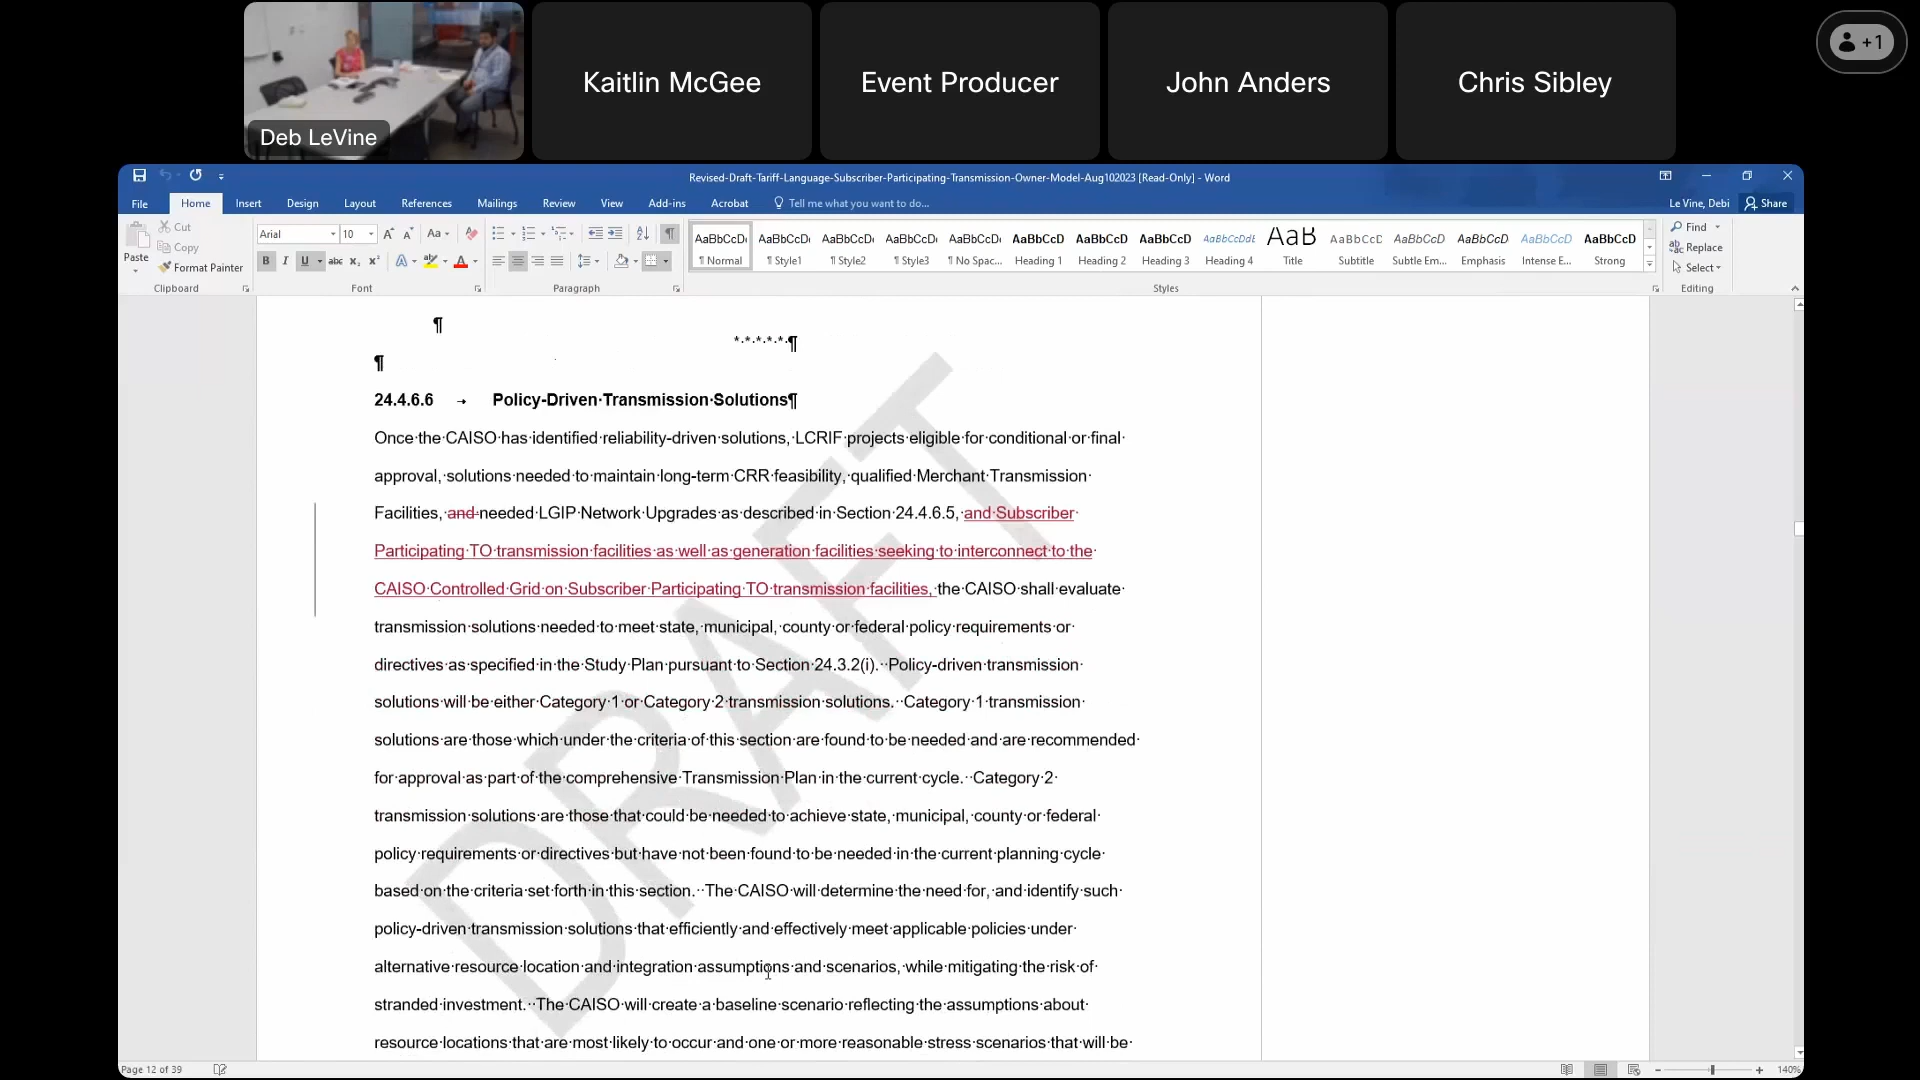 Deb LeVine
Kaitlin McGee
Event Producer
John Anders
Chris Sibley
+1
Revised-Draft-Tariff-Language-Subscriber-Participating-Transmission-Owner-Model-Aug102023 [Read-Only] - Word
File Home Insert Design Layout References Mailings Review View Add-ins Acrobat Tell me what you want to do... Le Vine, Debi Share
Paste
Cut
Copy
Format Painter
Clipboard
Arial 10
Font
Paragraph
¶ Normal ¶ Style1 ¶ Style2 ¶ Style3 ¶ No Spac... Heading 1 Heading 2 Heading 3 Heading 4 Title Subtitle Subtle Em... Emphasis Intense E... Strong
Styles
Find
Replace
Select
Editing
¶
*·*·*·*·*·¶
¶
24.4.6.6 → Policy-Driven·Transmission·Solutions¶
Once the CAISO has identified reliability-driven solutions, LCRIF projects eligible for conditional or final
approval, solutions needed to maintain long-term CRR feasibility, qualified Merchant Transmission
Facilities, and needed LGIP Network Upgrades as described in Section 24.4.6.5, and Subscriber
Participating TO transmission facilities as well as generation facilities seeking to interconnect to the
CAISO Controlled Grid on Subscriber Participating TO transmission facilities, the CAISO shall evaluate
transmission solutions needed to meet state, municipal, county or federal policy requirements or
directives as specified in the Study Plan pursuant to Section 24.3.2(i). Policy-driven transmission
solutions will be either Category 1 or Category 2 transmission solutions. Category 1 transmission
solutions are those which under the criteria of this section are found to be needed and are recommended
for approval as part of the comprehensive Transmission Plan in the current cycle. Category 2
transmission solutions are those that could be needed to achieve state, municipal, county or federal
policy requirements or directives but have not been found to be needed in the current planning cycle
based on the criteria set forth in this section. The CAISO will determine the need for, and identify such
policy-driven transmission solutions that efficiently and effectively meet applicable policies under
alternative resource location and integration assumptions and scenarios, while mitigating the risk of
stranded investment. The CAISO will create a baseline scenario reflecting the assumptions about
resource locations that are most likely to occur and one or more reasonable stress scenarios that will be
DRAFT
Page 12 of 39
140%